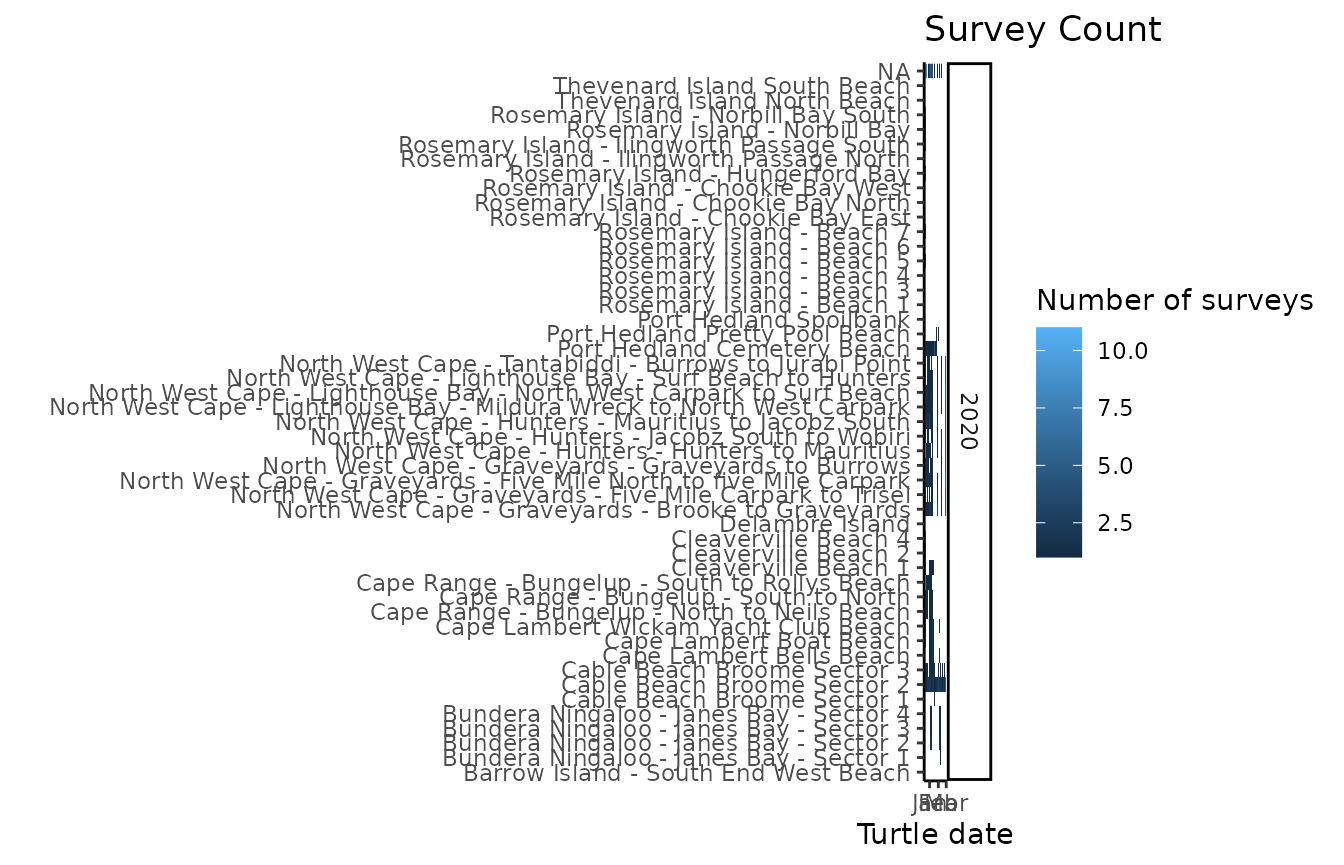 Survey Count
NA
Thevenard Island South Beach
Thevenard Island North Beach
Rosemary Island - Norbill Bay South
Rosemary Island - Norbill Bay
Rosemary Island - Ilingworth Passage South
Rosemary Island - Ilingworth Passage North
Rosemary Island - Hungerford Bay
Rosemary Island - Chookie Bay West
Rosemary Island - Chookie Bay North
Rosemary Island - Chookie Bay East
Rosemary Island - Beach 7
Rosemary Island - Beach 6
Rosemary Island - Beach 5
Rosemary Island - Beach 4
Rosemary Island - Beach 3
Rosemary Island - Beach 1
Port Hedland Spoilbank
Port Hedland Pretty Pool Beach
Port Hedland Cemetery Beach
North West Cape - Tantabiddi - Burrows to Jurabi Point
North West Cape - Lighthouse Bay - Surf Beach to Hunters
North West Cape - Lighthouse Bay - North West Carpark to Surf Beach
North West Cape - Lighthouse Bay - Mildura Wreck to North West Carpark
North West Cape - Hunters - Mauritius to Jacobz South
North West Cape - Hunters - Jacobz South to Wobiri
North West Cape - Hunters - Hunters to Mauritius
North West Cape - Graveyards - Graveyards to Burrows
North West Cape - Graveyards - Five Mile North to five Mile Carpark
North West Cape - Graveyards - Five Mile Carpark to Trisel
North West Cape - Graveyards - Brooke to Graveyards
Delambre Island
Cleaverville Beach 4
Cleaverville Beach 2
Cleaverville Beach 1
Cape Range - Bungelup - South to Rollys Beach
Cape Range - Bungelup - South to North
Cape Range - Bungelup - North to Neils Beach
Cape Lambert Wickam Yacht Club Beach
Cape Lambert Boat Beach
Cape Lambert Bells Beach
Cable Beach Broome Sector 3
Cable Beach Broome Sector 2
Cable Beach Broome Sector 1
Bundera Ningaloo - Janes Bay - Sector 4
Bundera Ningaloo - Janes Bay - Sector 3
Bundera Ningaloo - Janes Bay - Sector 2
Bundera Ningaloo - Janes Bay - Sector 1
Barrow Island - South End West Beach
Jan Feb Mar
Turtle date
2020
Number of surveys
10.0
7.5
5.0
2.5